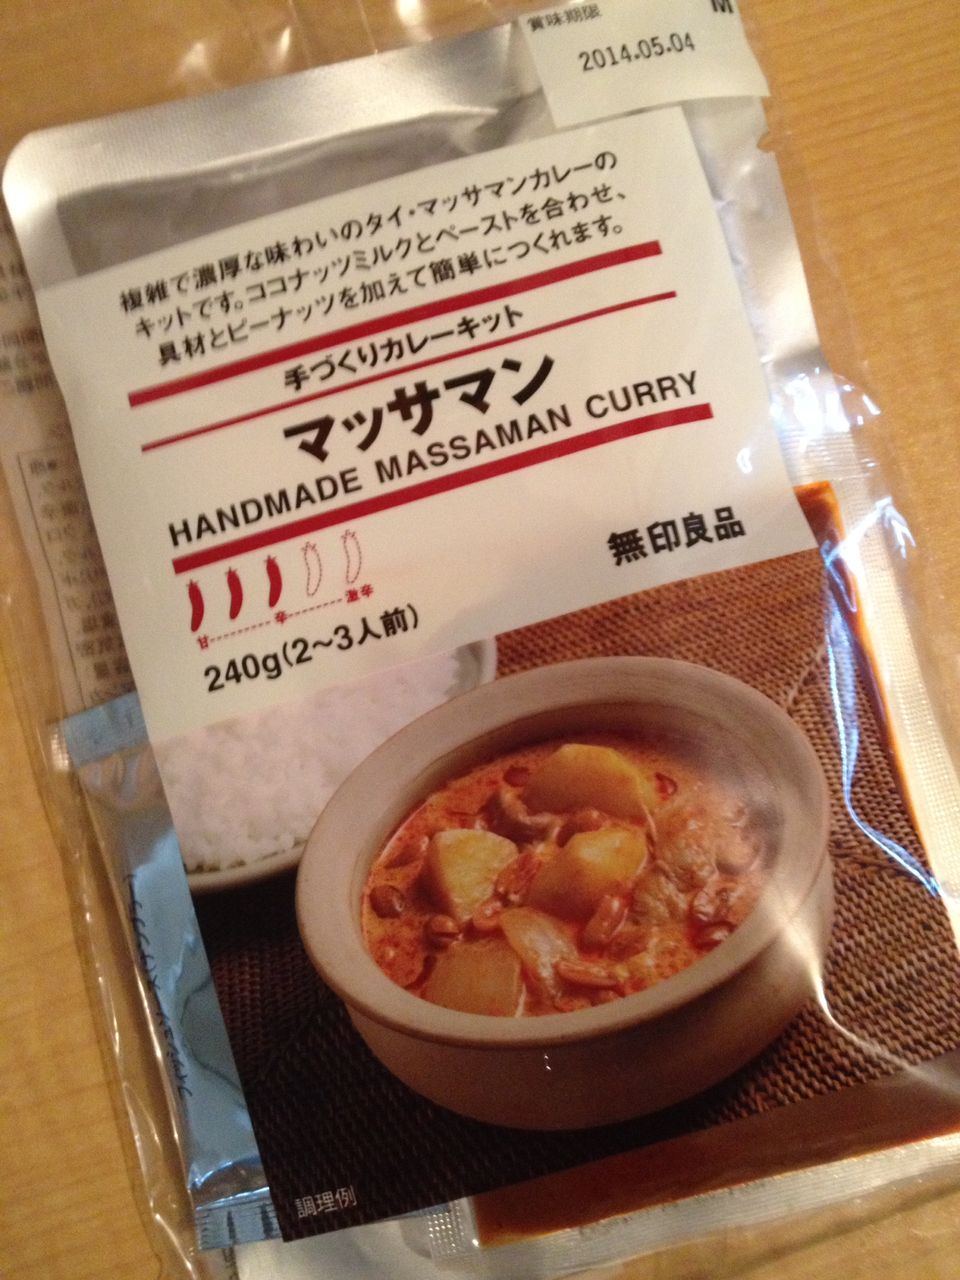 賞味期限
M
2014.05.04
複雑で濃厚な味わいのタイ・マッサマンカレーの
キットです。ココナッツミルクとペーストを合わせ、
具材とピーナッツを加えて簡単につくれます。
手づくりカレーキット
マッサマン
HANDMADE MASSAMAN CURRY
無印良品
甘--------- 辛--------激辛
240g(2〜3人前)
調理例